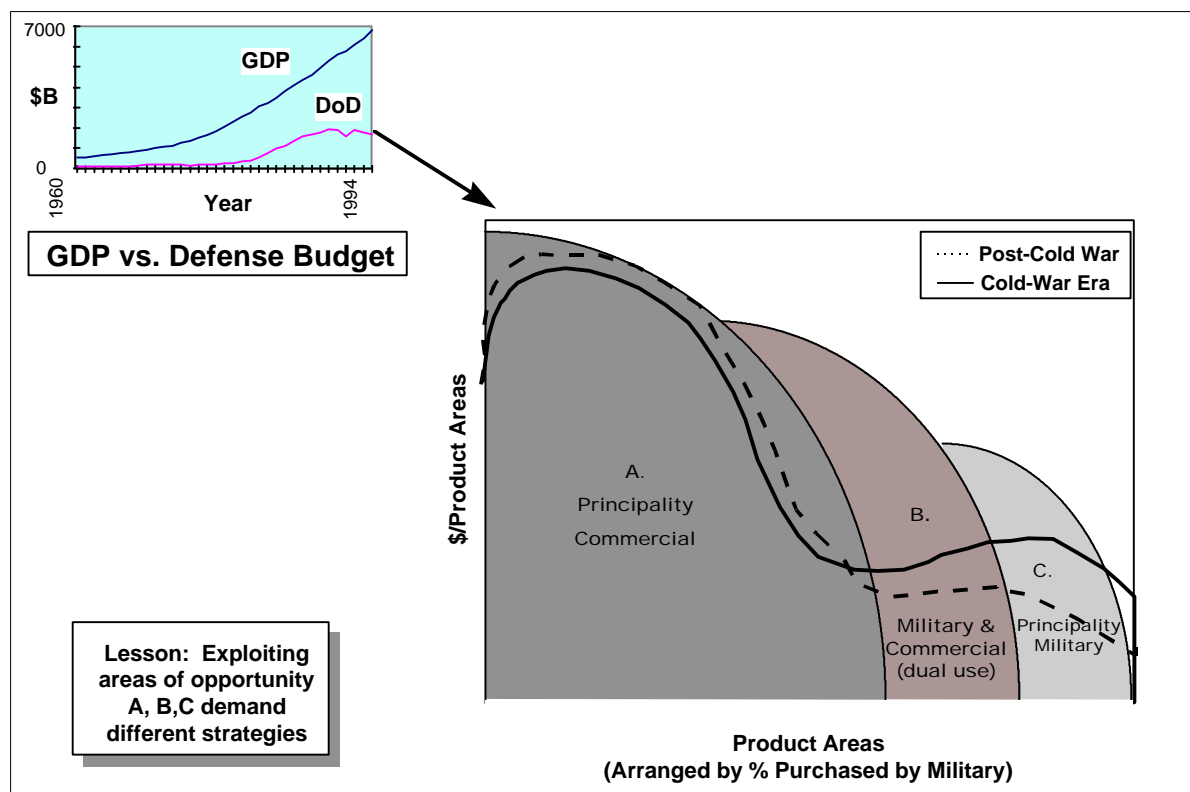 7000
GDP
$B
DoD
0
1960
Year
1994
GDP vs. Defense Budget
Post-Cold War
Cold-War Era
$/Product Areas
A.
Principality
Commercial
B.
Military &
Commercial
(dual use)
C.
Principality
Military
Lesson:  Exploiting
areas of opportunity
A, B,C demand
different strategies
Product Areas
(Arranged by % Purchased by Military)